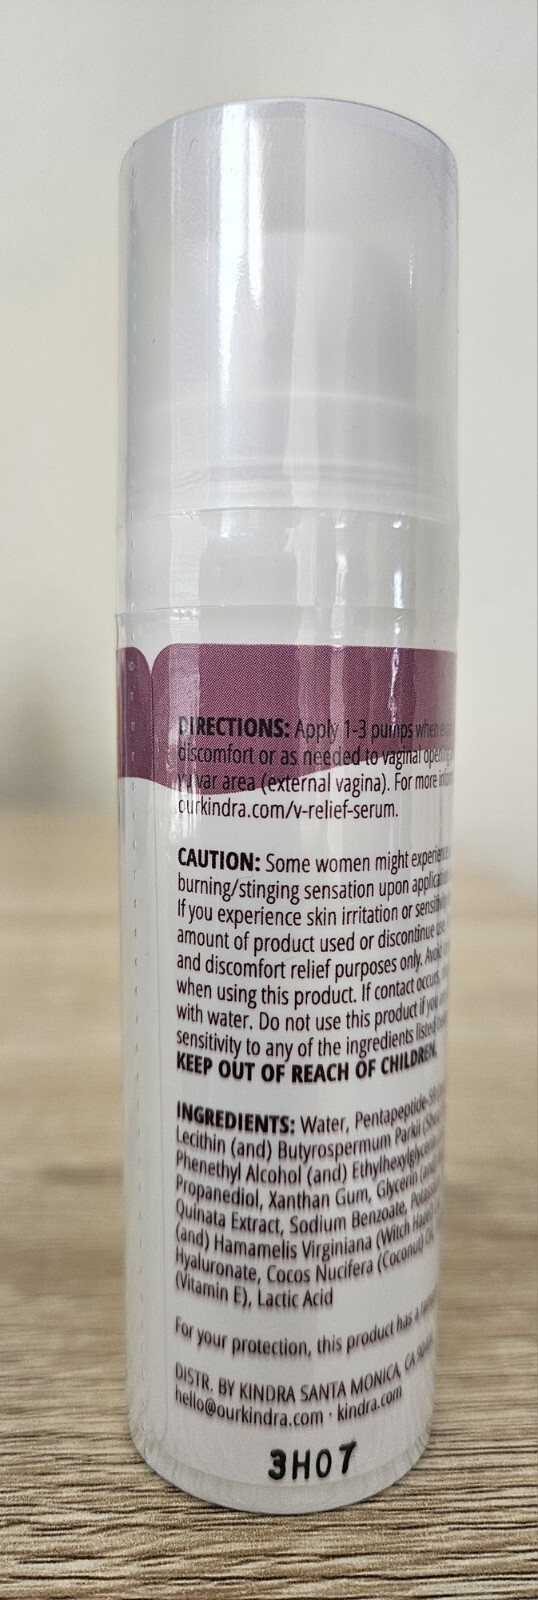 DIRECTIONS: Apply 1-3 pumps when
discomfort or as needed to vaginal opening
vulvar area (external vagina). For more
ourkindra.com/v-relief-serum.
CAUTION: Some women might experience
burning/stinging sensation upon application
If you experience skin irritation or sensitivity
amount of product used or discontinue use.
and discomfort relief purposes only. Avoid
when using this product. If contact occurs,
with water. Do not use this product if you
sensitivity to any of the ingredients listed
KEEP OUT OF REACH OF CHILDREN.
INGREDIENTS: Water, Pentapeptide-59
Lecithin (and) Butyrospermum Parkii (Shea
Phenethyl Alcohol (and) Ethylhexylglycerin
Propanediol, Xanthan Gum, Glycerin (and)
Quinata Extract, Sodium Benzoate,
(and) Hamamelis Virginiana (Witch Hazel)
Hyaluronate, Cocos Nucifera (Coconut) Oil,
(Vitamin E), Lactic Acid
For your protection, this product has a
DISTR. BY KINDRA SANTA MONICA, CA
hello@ourkindra.com · kindra.com
3H07